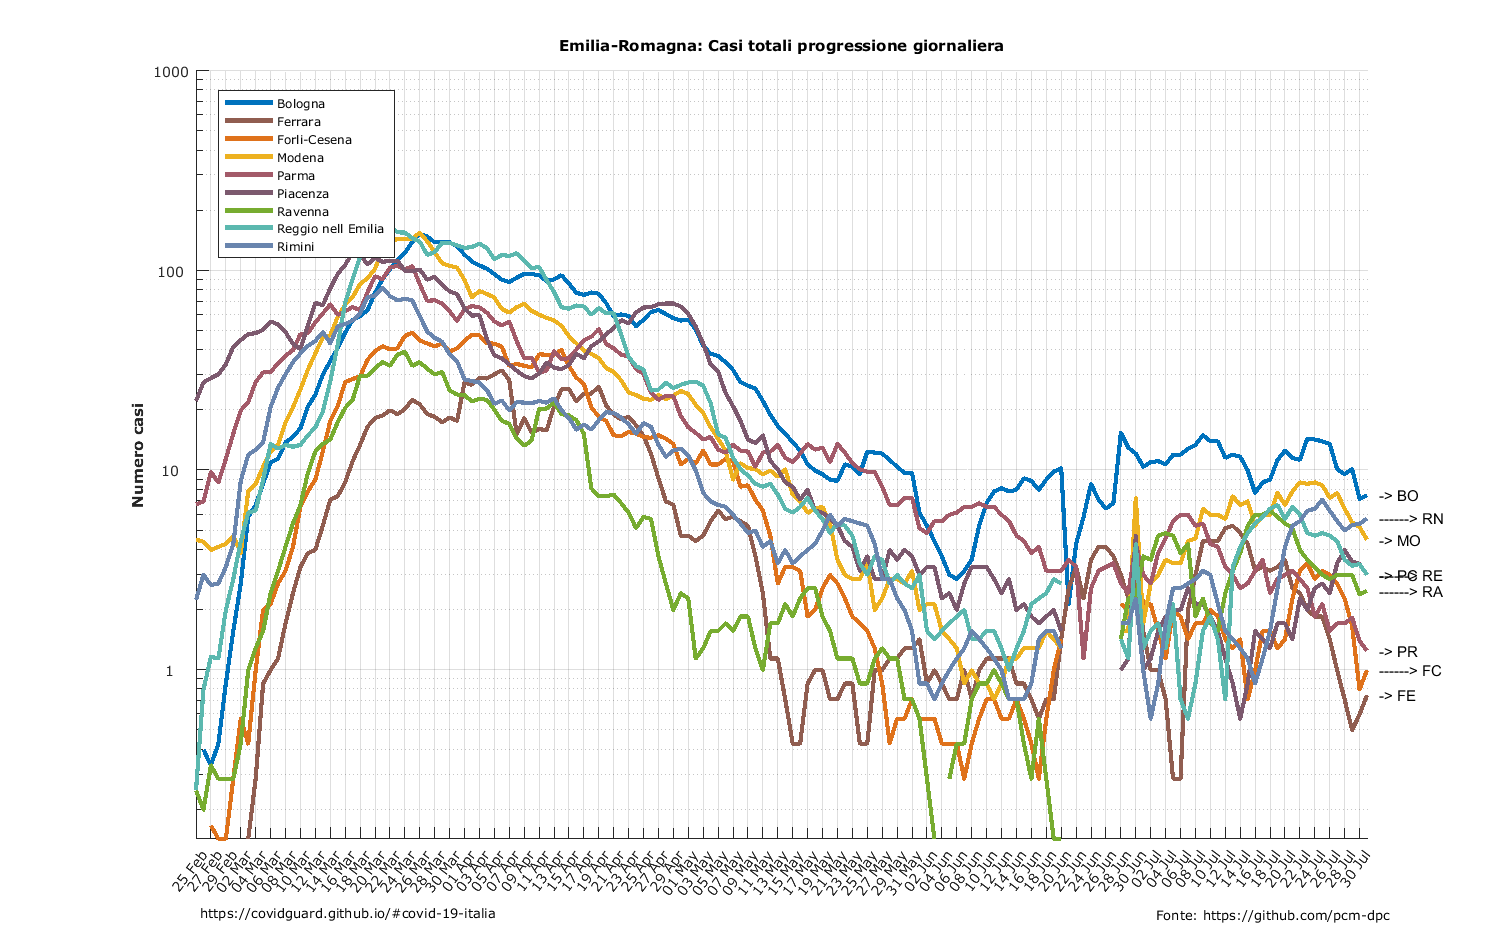 Emilia-Romagna: Casi totali progressione giornaliera
1000
100
10
1
Numero casi
Bologna
Ferrara
Forli-Cesena
Modena
Parma
Piacenza
Ravenna
Reggio nell Emilia
Rimini
-> BO
------> RN
-> MO
-> PC
------> RE
------> RA
-> PR
------> FC
-> FE
25 Feb
27 Feb
29 Feb
02 Mar
04 Mar
06 Mar
08 Mar
10 Mar
12 Mar
14 Mar
16 Mar
18 Mar
20 Mar
22 Mar
24 Mar
26 Mar
28 Mar
30 Mar
01 Apr
03 Apr
05 Apr
07 Apr
09 Apr
11 Apr
13 Apr
15 Apr
17 Apr
19 Apr
21 Apr
23 Apr
25 Apr
27 Apr
29 Apr
01 May
03 May
05 May
07 May
09 May
11 May
13 May
15 May
17 May
19 May
21 May
23 May
25 May
27 May
29 May
31 May
02 Jun
04 Jun
06 Jun
08 Jun
10 Jun
12 Jun
14 Jun
16 Jun
18 Jun
20 Jun
22 Jun
24 Jun
26 Jun
28 Jun
30 Jun
02 Jul
04 Jul
06 Jul
08 Jul
10 Jul
12 Jul
14 Jul
16 Jul
18 Jul
20 Jul
22 Jul
24 Jul
26 Jul
28 Jul
30 Jul
https://covidguard.github.io/#covid-19-italia
Fonte: https://github.com/pcm-dpc